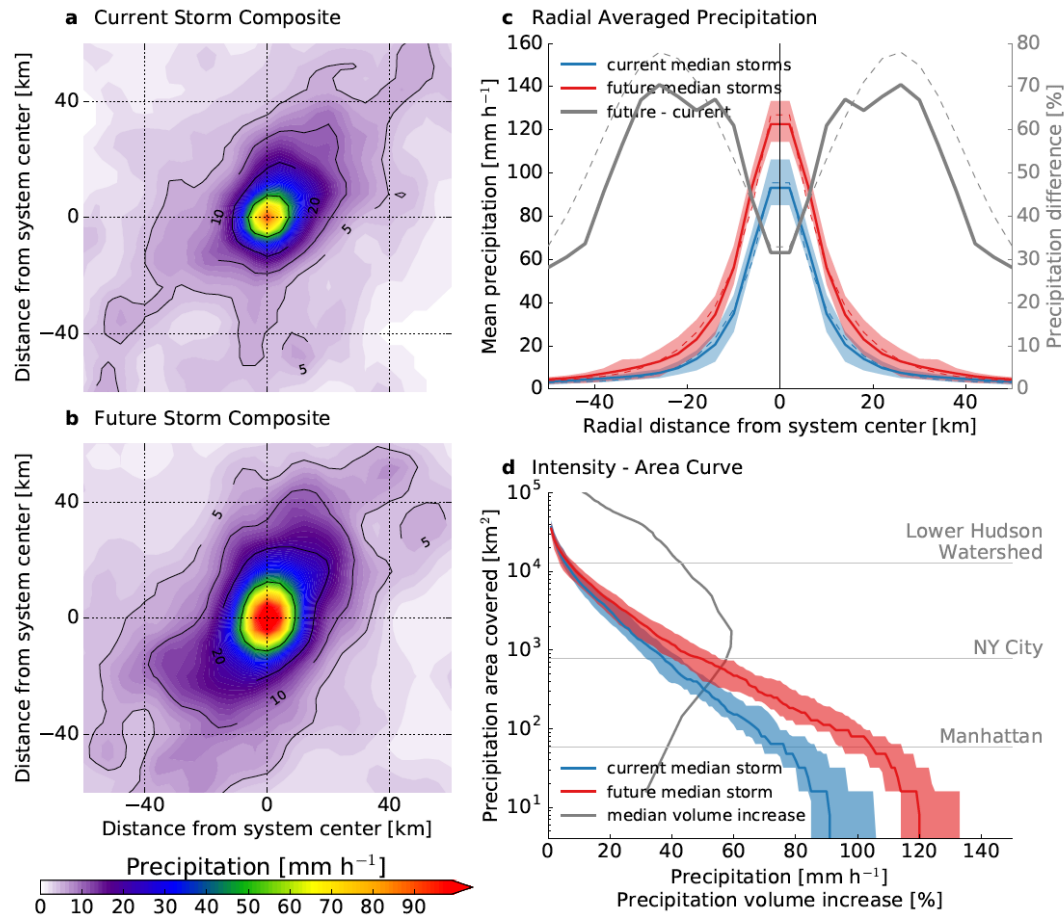 a Current Storm Composite
Distance from system center [km]
40
0
−40
10
20
5
5
b Future Storm Composite
Distance from system center [km]
40
0
−40
5
5
20
10
−40 0 40
Distance from system center [km]
Precipitation [mm h⁻¹]
0 10 20 30 40 50 60 70 80 90
c Radial Averaged Precipitation
Mean precipitation [mm h⁻¹]
160
140
120
100
80
60
40
20
0
current median storms
future median storms
future - current
80
70
60
50
40
30
20
10
0
Precipitation difference [%]
−40 −20 0 20 40
Radial distance from system center [km]
d Intensity - Area Curve
Precipitation area covered [km²]
10⁵
10⁴
10³
10²
10¹
Lower Hudson
Watershed
NY City
Manhattan
current median storm
future median storm
median volume increase
0 20 40 60 80 100 120 140
Precipitation [mm h⁻¹]
Precipitation volume increase [%]